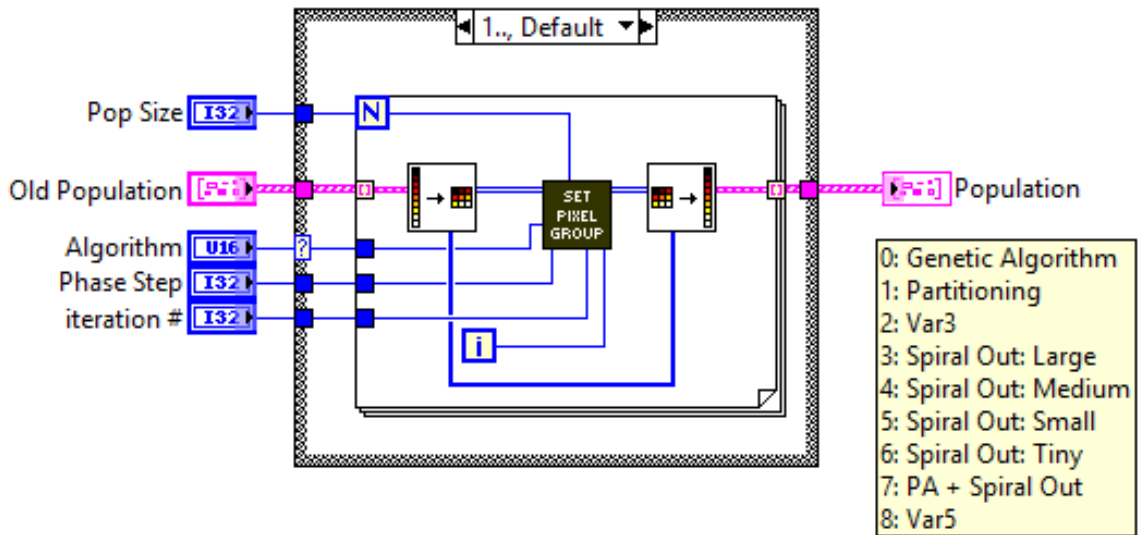 1.., Default
Pop Size
I32
N
Old Population
SET
PIXEL
GROUP
Population
Algorithm
U16
?
Phase Step
I32
iteration #
I32
i
0: Genetic Algorithm
1: Partitioning
2: Var3
3: Spiral Out: Large
4: Spiral Out: Medium
5: Spiral Out: Small
6: Spiral Out: Tiny
7: PA + Spiral Out
8: Var5